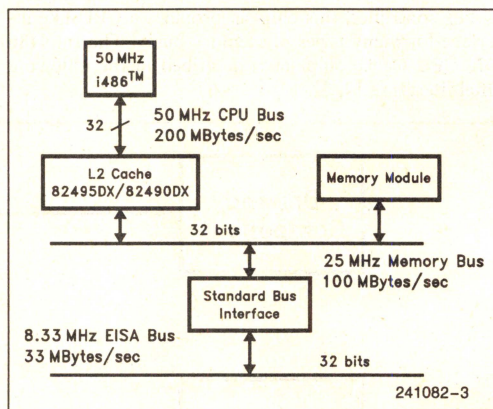 50 MHz
i486™
32
50 MHz CPU Bus
200 MBytes/sec
L2 Cache
82495DX/82490DX
Memory Module
32 bits
25 MHz Memory Bus
100 MBytes/sec
Standard Bus
Interface
8.33 MHz EISA Bus
33 MBytes/sec
32 bits
241082-3